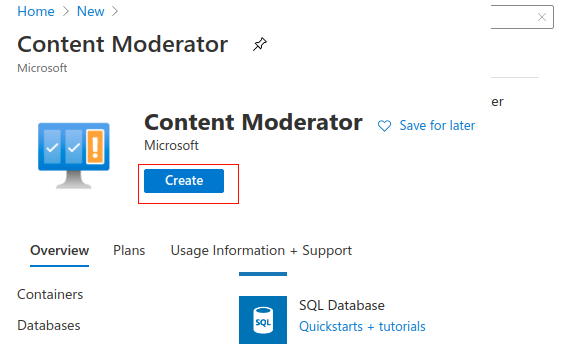 Home > New >
Content Moderator
Microsoft
er
Content Moderator
Save for later
Microsoft
Create
Overview
Plans
Usage Information + Support
Containers
Databases
SQL
SQL Database
Quickstarts + tutorials